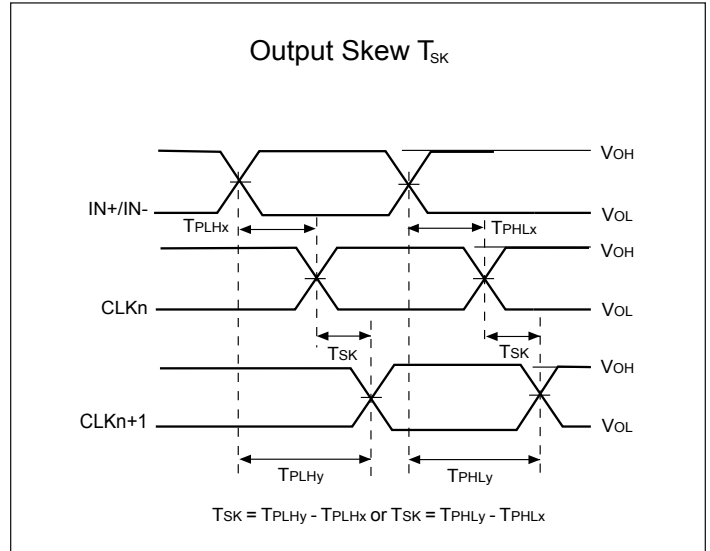 Output Skew TSK
VOH
IN+/IN-
VOL
TPLHx
TPHLx
VOH
CLKn
VOL
TSK
TSK
VOH
CLKn+1
VOL
TPLHy
TPHLy
TSK = TPLHy - TPLHx or TSK = TPHLy - TPHLx